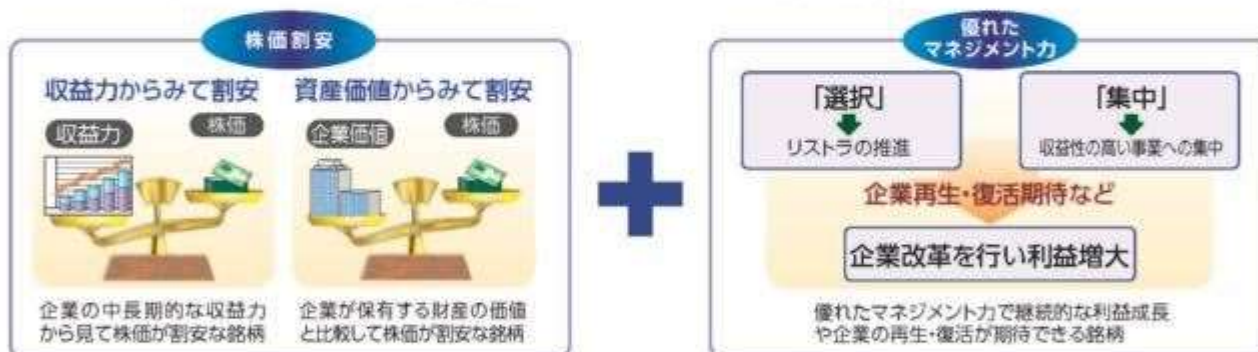 株価割安
収益力からみて割安
収益力
株価
企業の中長期的な収益力
から見て株価が割安な銘柄
資産価値からみて割安
企業価値
株価
企業が保有する財産の価値
と比較して株価が割安な銘柄
優れた
マネジメント力
「選択」
リストラの推進
「集中」
収益性の高い事業への集中
企業再生・復活期待など
企業改革を行い利益増大
優れたマネジメント力で継続的な利益成長
や企業の再生・復活が期待できる銘柄